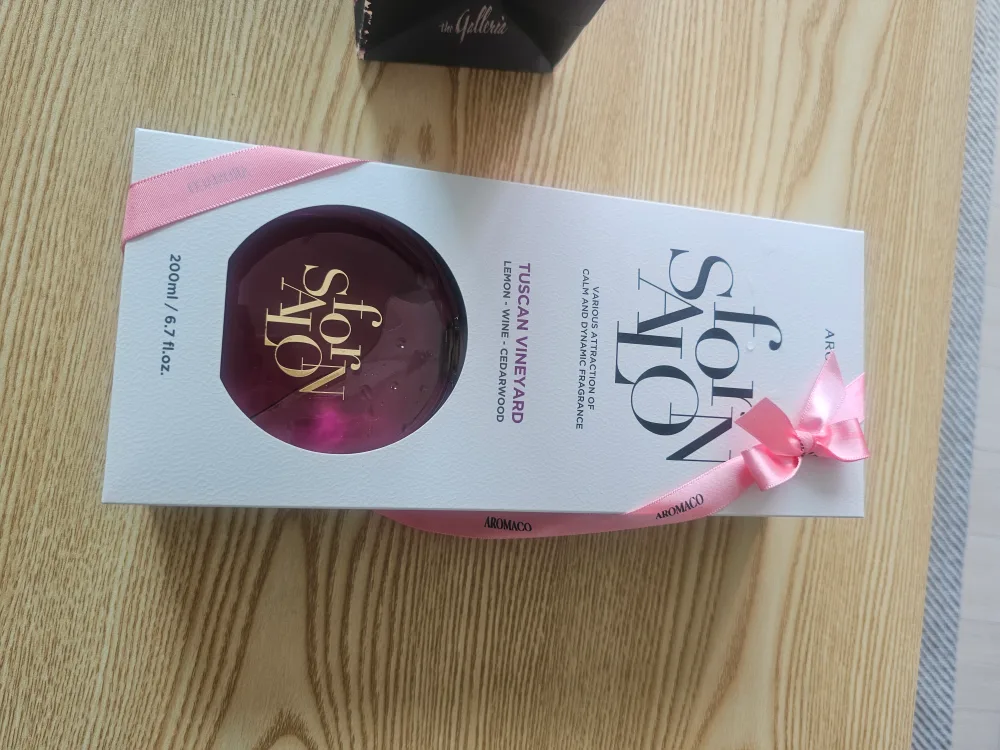 the Galleria
for
SALON
VARIOUS ATTRACTION OF
CALM AND DYNAMIC FRAGRANCE
TUSCAN VINEYARD
LEMON - WINE - CEDARWOOD
for
SALON
200ml / 6.7 fl.oz.
AROMACO
AROMACO